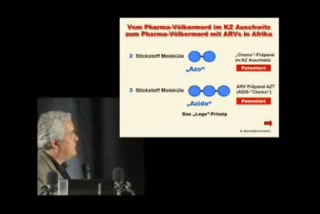 Vom Pharma-Völkermord im KZ Auschwitz
zum Pharma-Völkermord mit ARVs in Afrika
2 Stickstoff Moleküle
„Azo“
„Chemo“-Präparat
im KZ Auschwitz
Patentiert
3 Stickstoff Moleküle
„Azido“
ARV Präparat AZT
(AIDS-“Chemo”)
Patentiert
Das „Lego“-Prinzip